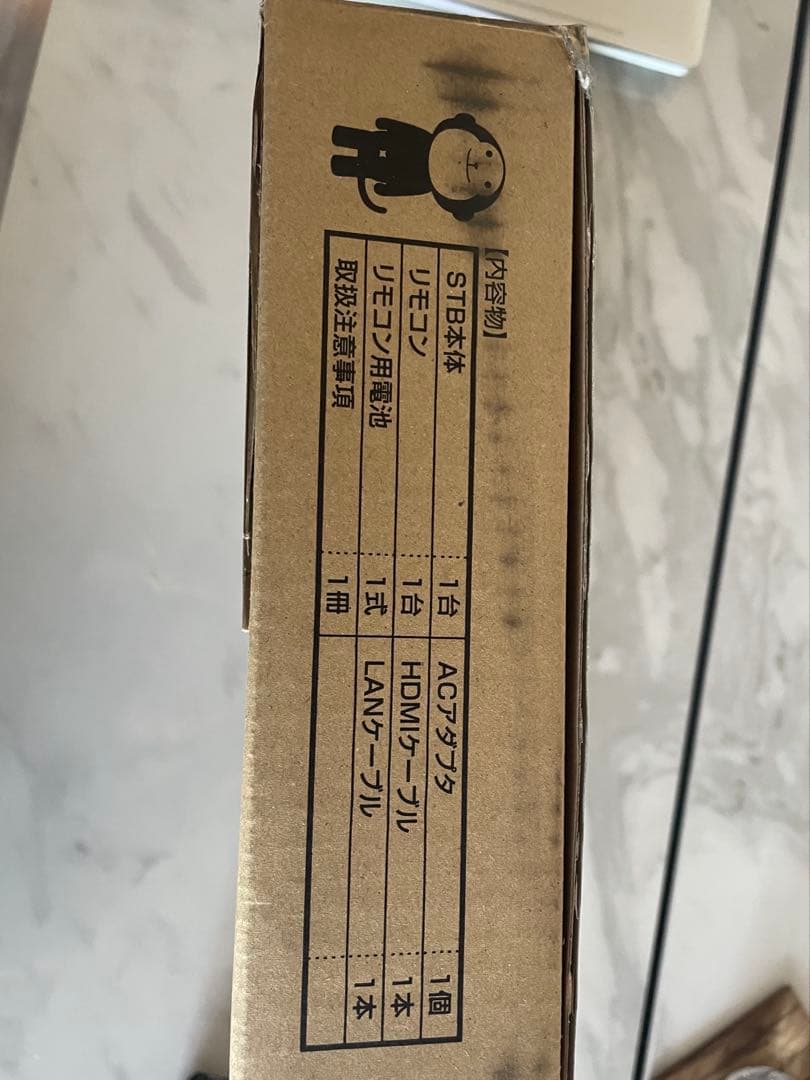 【内容物】
STB本体 1台 ACアダプタ 1個
リモコン 1台 HDMIケーブル 1本
リモコン用電池 1式 LANケーブル 1本
取扱注意事項 1冊